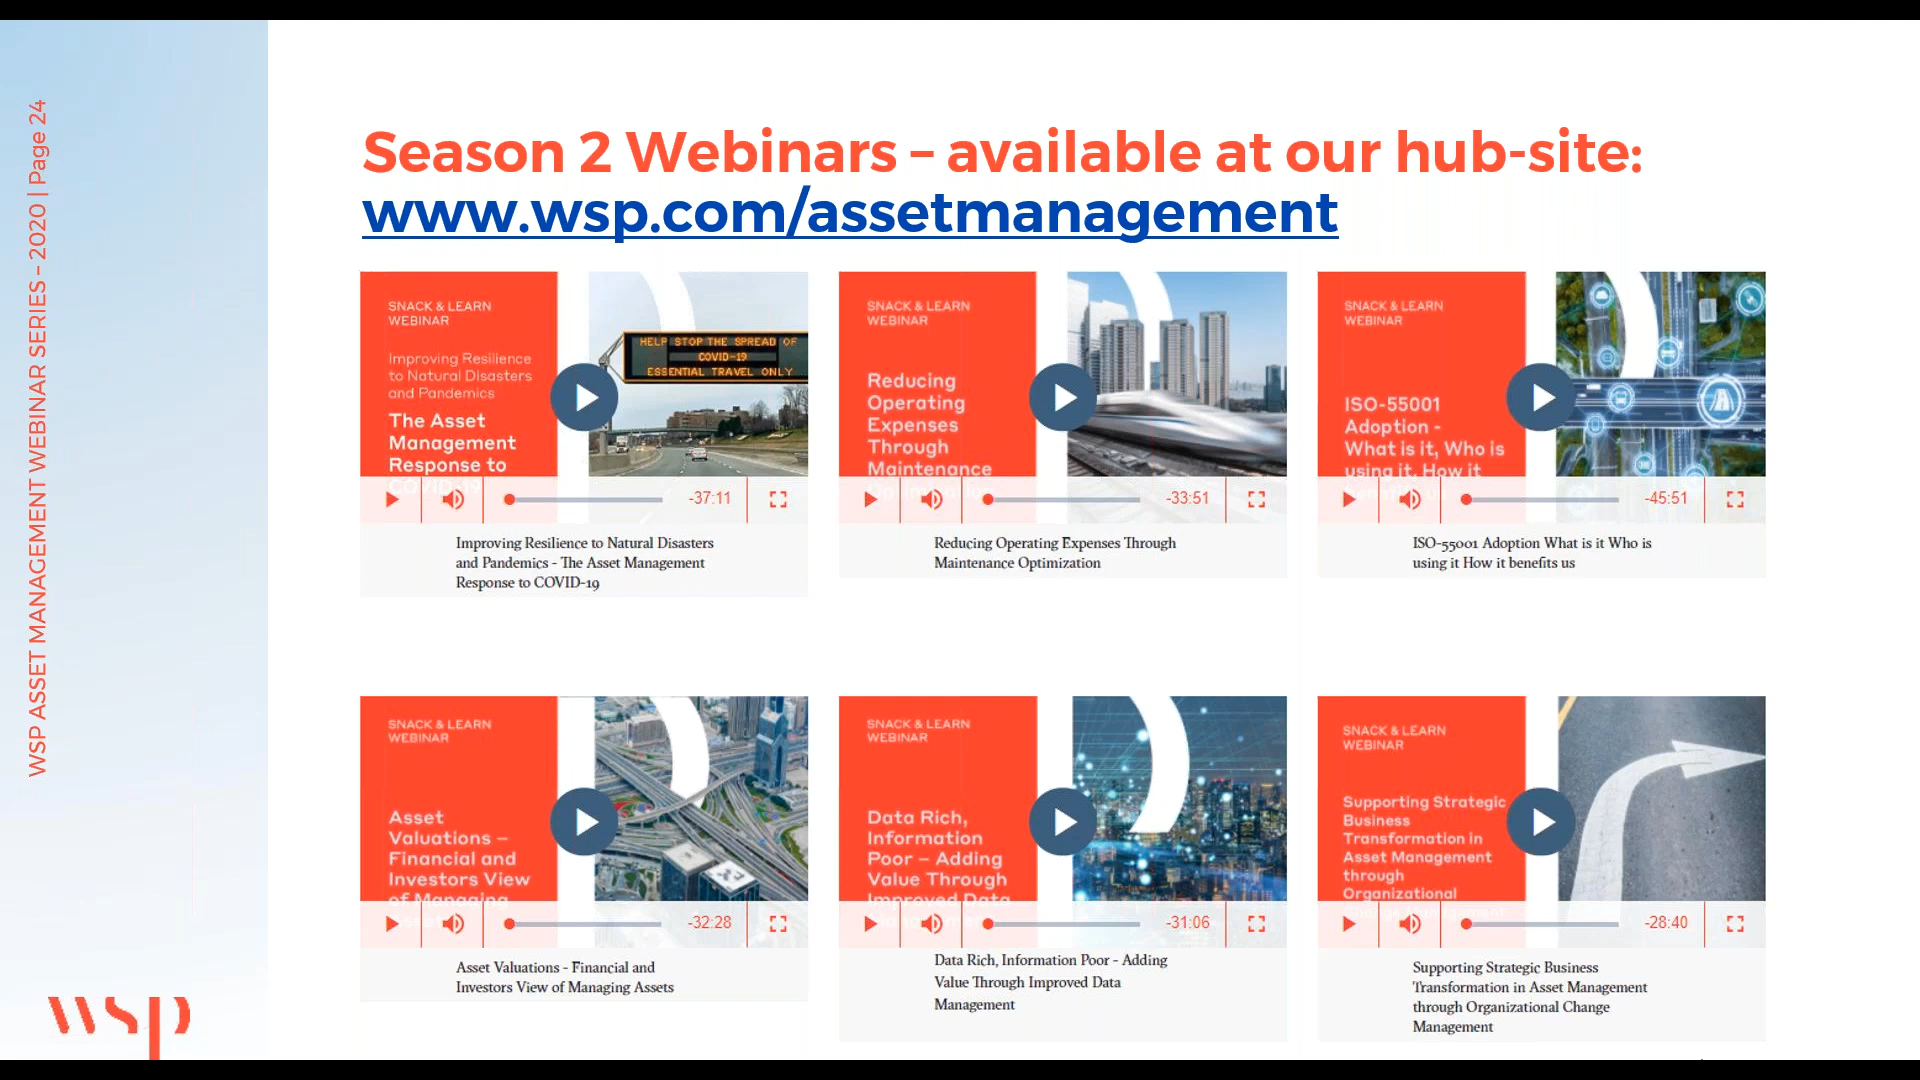 WSP ASSET MANAGEMENT WEBINAR SERIES – 2020 | Page 24
Season 2 Webinars – available at our hub-site:
www.wsp.com/assetmanagement
SNACK & LEARN
WEBINAR
Improving Resilience
to Natural Disasters
and Pandemics
The Asset
Management
Response to
COVID-19
HELP STOP THE SPREAD OF
COVID-19
ESSENTIAL TRAVEL ONLY
-37:11
Improving Resilience to Natural Disasters
and Pandemics - The Asset Management
Response to COVID-19
SNACK & LEARN
WEBINAR
Reducing
Operating
Expenses
Through
Maintenance
Optimization
-33:51
Reducing Operating Expenses Through
Maintenance Optimization
SNACK & LEARN
WEBINAR
ISO-55001
Adoption -
What is it, Who is
using it, How it
-45:51
ISO-55001 Adoption What is it Who is
using it How it benefits us
SNACK & LEARN
WEBINAR
Asset
Valuations –
Financial and
Investors View
of Managing
-32:28
Asset Valuations - Financial and
Investors View of Managing Assets
SNACK & LEARN
WEBINAR
Data Rich,
Information
Poor – Adding
Value Through
Improved Data
-31:06
Data Rich, Information Poor - Adding
Value Through Improved Data
Management
SNACK & LEARN
WEBINAR
Supporting Strategic
Business
Transformation in
Asset Management
through
Organizational
-28:40
Supporting Strategic Business
Transformation in Asset Management
through Organizational Change
Management
wsp